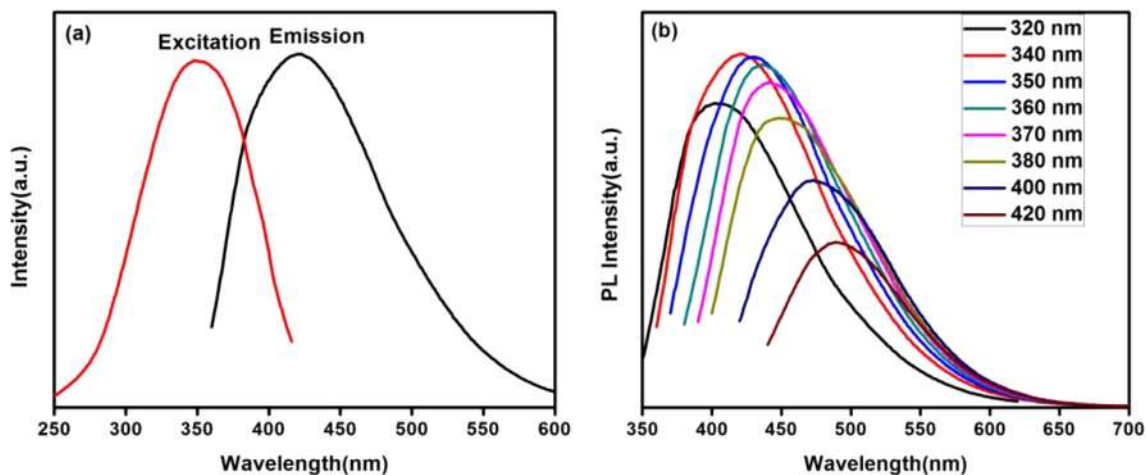 (a)
Excitation
Emission
Intensity(a.u.)
250 300 350 400 450 500 550 600
Wavelength(nm)
(b)
320 nm
340 nm
350 nm
360 nm
370 nm
380 nm
400 nm
420 nm
PL Intensity(a.u.)
350 400 450 500 550 600 650 700
Wavelength(nm)